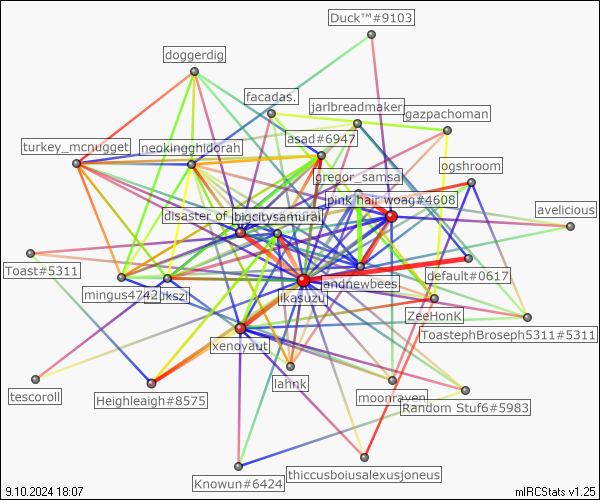 Duck™#9103
doggerdig
facadas.
jarlbreadmaker
gazpachoman
turkey_mcnugget
neokingghidorah
asad#6947
ogshroom
gregor_samsa
pink hair woag#4608
disaster of
bigcitysamurai
avelicious
Toast#5311
mingus4742
andnewbees
default#0617
ikasuzu
ZeeHonK
ToastephBroseph5311#5311
xenoyaut
tescoroll
Heighleaigh#8575
lahnk
moonraven
Random Stuf6#5983
Knowun#6424
thiccusboiusalexusjoneus
9.10.2024 18:07
mIRCStats v1.25